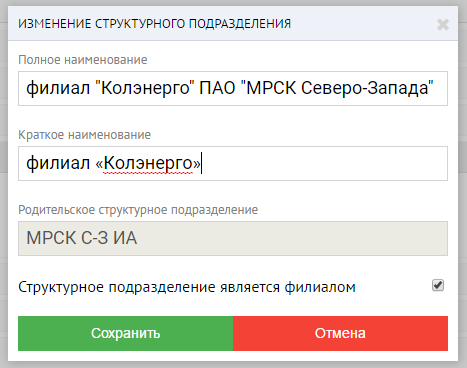 ИЗМЕНЕНИЕ СТРУКТУРНОГО ПОДРАЗДЕЛЕНИЯ
Полное наименование
филиал "Колэнерго" ПАО "МРСК Северо-Запада"
Краткое наименование
филиал «Колэнерго»
Родительское структурное подразделение
МРСК С-З ИА
Структурное подразделение является филиалом
Сохранить
Отмена